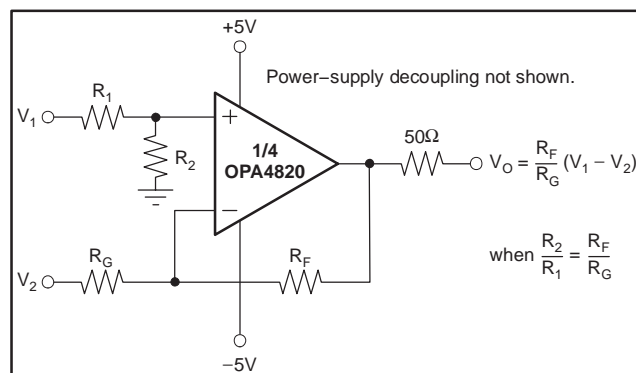 +5V
Power−supply decoupling not shown.
R1
V1
R2
+
1/4
OPA4820
−
50Ω
VO = RF/RG (V1 − V2)
when R2/R1 = RF/RG
RG
V2
RF
−5V